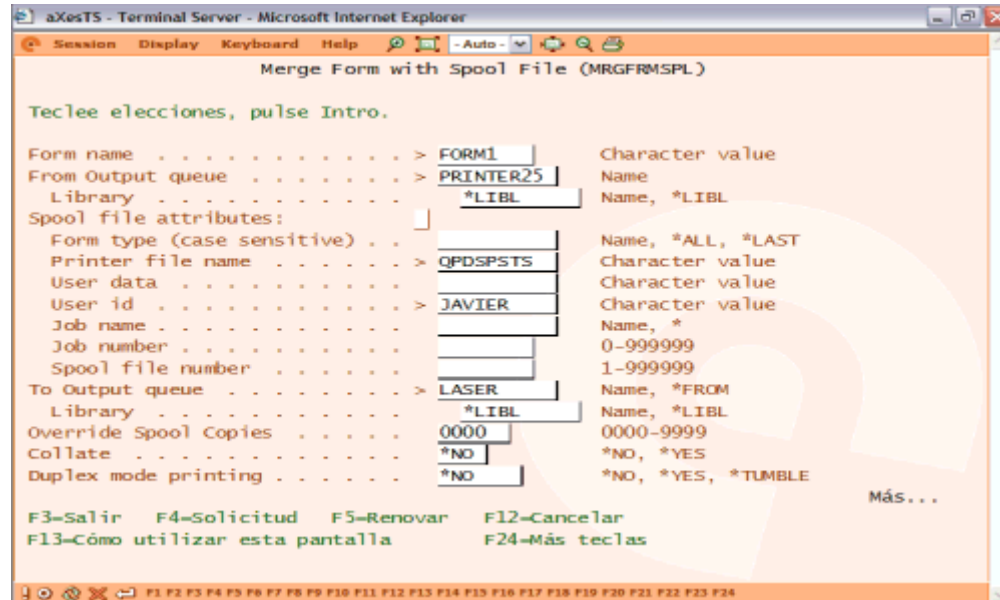 aXesTS - Terminal Server - Microsoft Internet Explorer
Session Display Keyboard Help - Auto -
Merge Form with Spool File (MRGFRMSPL)
Teclee elecciones, pulse Intro.
Form name . . . . . . . . . . . > FORM1 Character value
From Output queue . . . . . . . > PRINTER25 Name
Library . . . . . . . . . . . *LIBL Name, *LIBL
Spool file attributes:
Form type (case sensitive) . . Name, *ALL, *LAST
Printer file name . . . . . . > QPDSPSTS Character value
User data . . . . . . . . . . Character value
User id . . . . . . . . . . . > JAVIER Character value
Job name . . . . . . . . . . . Name, *
Job number . . . . . . . . . . 0-999999
Spool file number . . . . . . 1-999999
To Output queue . . . . . . . . > LASER Name, *FROM
Library . . . . . . . . . . . *LIBL Name, *LIBL
Override Spool Copies . . . . . 0000 0000-9999
Collate . . . . . . . . . . . . *NO *NO, *YES
Duplex mode printing . . . . . . *NO *NO, *YES, *TUMBLE
Más...
F3=Salir F4=Solicitud F5=Renovar F12=Cancelar
F13=Cómo utilizar esta pantalla F24=Más teclas
F1 F2 F3 F4 F5 F6 F7 F8 F9 F10 F11 F12 F13 F14 F15 F16 F17 F18 F19 F20 F21 F22 F23 F24